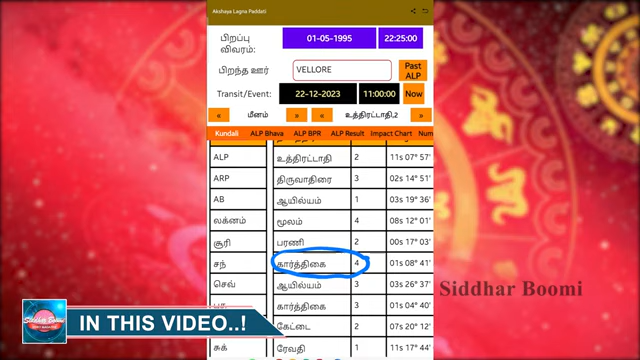 Akshaya Lagna Paddati
பிறப்பு விவரம்: 01-05-1995 22:25:00
பிறந்த ஊர் VELLORE Past ALP
Transit/Event: 22-12-2023 11:00:00 Now
« மீனம் » « உத்திரட்டாதி,2 »
Kundali ALP Bhava ALP BPR ALP Result Impact Chart Num
ALP உத்திரட்டாதி 2 11s 07° 57'
ARP திருவாதிரை 3 02s 14° 51'
AB ஆயில்யம் 1 03s 19° 36'
லக்னம் மூலம் 4 08s 12° 01'
சூரி பரணி 2 00s 17° 03'
சந் கார்த்திகை 4 01s 08° 41'
செவ் ஆயில்யம் 3 03s 26° 37'
கார்த்திகை 3 01s 04° 40'
கேட்டை 2 07s 20° 12'
சுக் ரேவதி 1 11s 17° 44'
Siddhar Boomi
Siddhar Boomi
IN THIS VIDEO..!